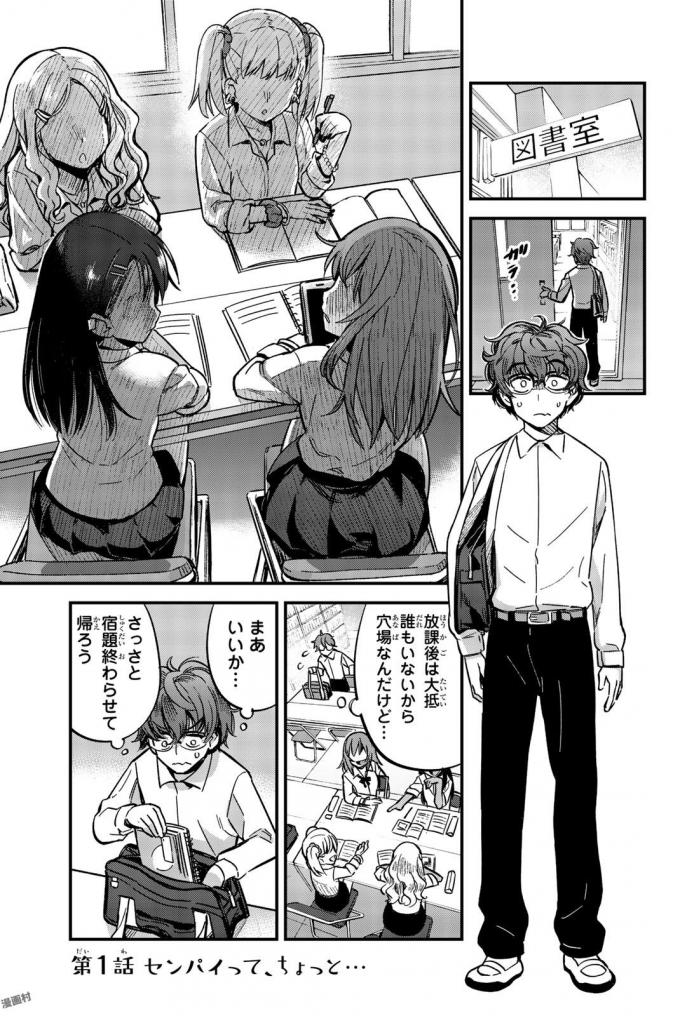 図書室
ガラ…
放課後は大抵
誰もいないから
穴場なんだけど…
まあ
いいか…
さっさと
宿題終わらせて
帰ろう
第1話 センパイって、ちょっと…
漫画村